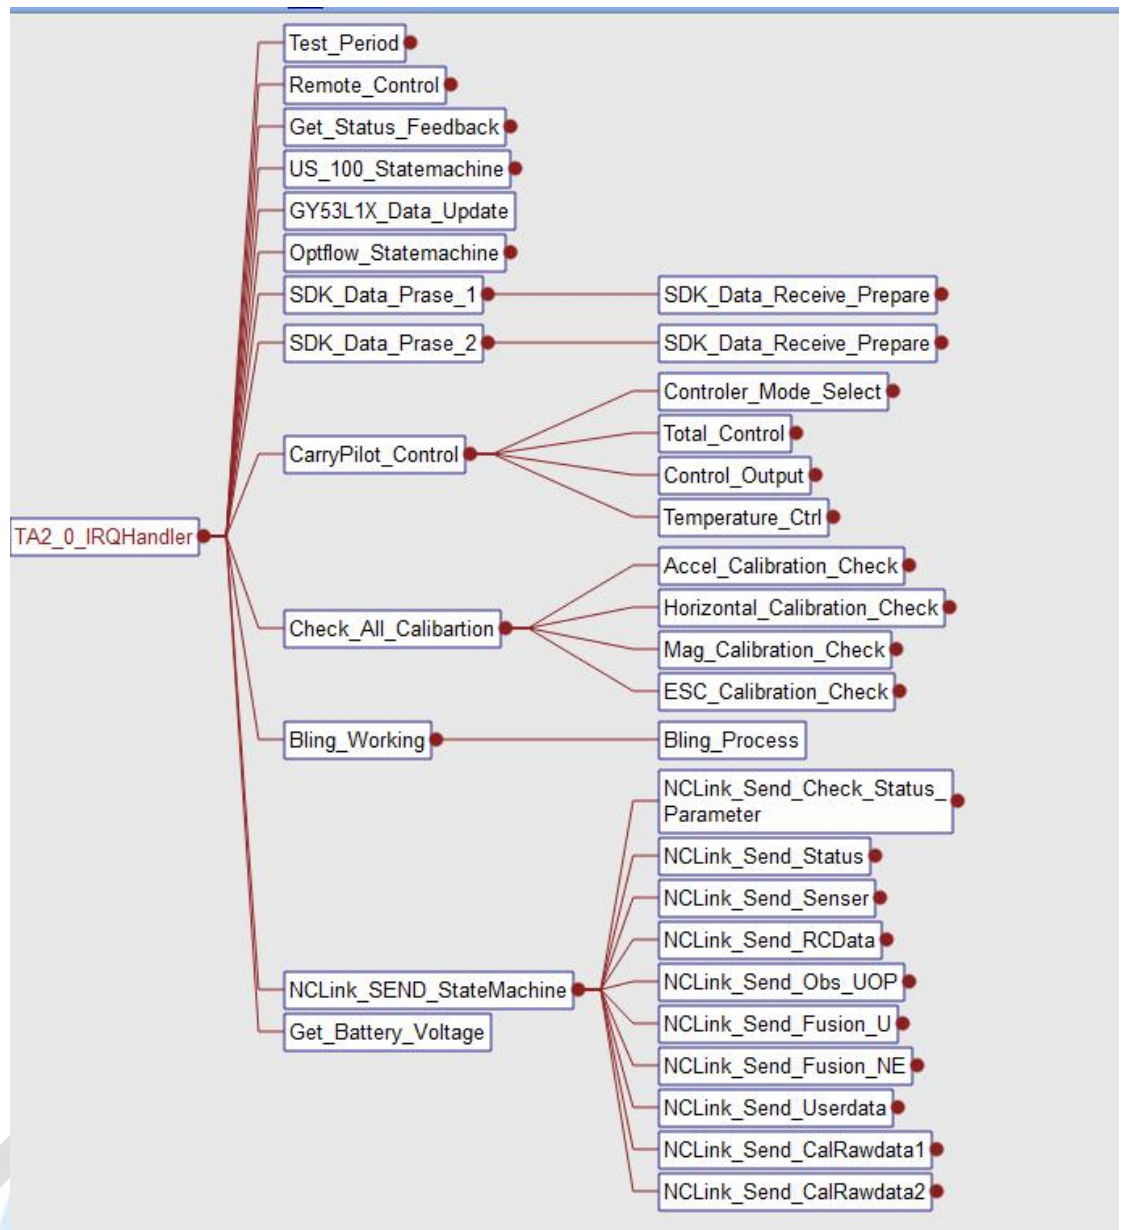 Test_Period
Remote_Control
Get_Status_Feedback
US_100_Statemachine
GY53L1X_Data_Update
Optflow_Statemachine
SDK_Data_Prase_1
SDK_Data_Receive_Prepare
SDK_Data_Prase_2
SDK_Data_Receive_Prepare
Controler_Mode_Select
Total_Control
CarryPilot_Control
Control_Output
Temperature_Ctrl
TA2_0_IRQHandler
Accel_Calibration_Check
Horizontal_Calibration_Check
Check_All_Calibartion
Mag_Calibration_Check
ESC_Calibration_Check
Bling_Working
Bling_Process
NCLink_Send_Check_Status_
Parameter
NCLink_Send_Status
NCLink_Send_Senser
NCLink_Send_RCData
NCLink_Send_Obs_UOP
NCLink_SEND_StateMachine
NCLink_Send_Fusion_U
Get_Battery_Voltage
NCLink_Send_Fusion_NE
NCLink_Send_Userdata
NCLink_Send_CalRawdata1
NCLink_Send_CalRawdata2